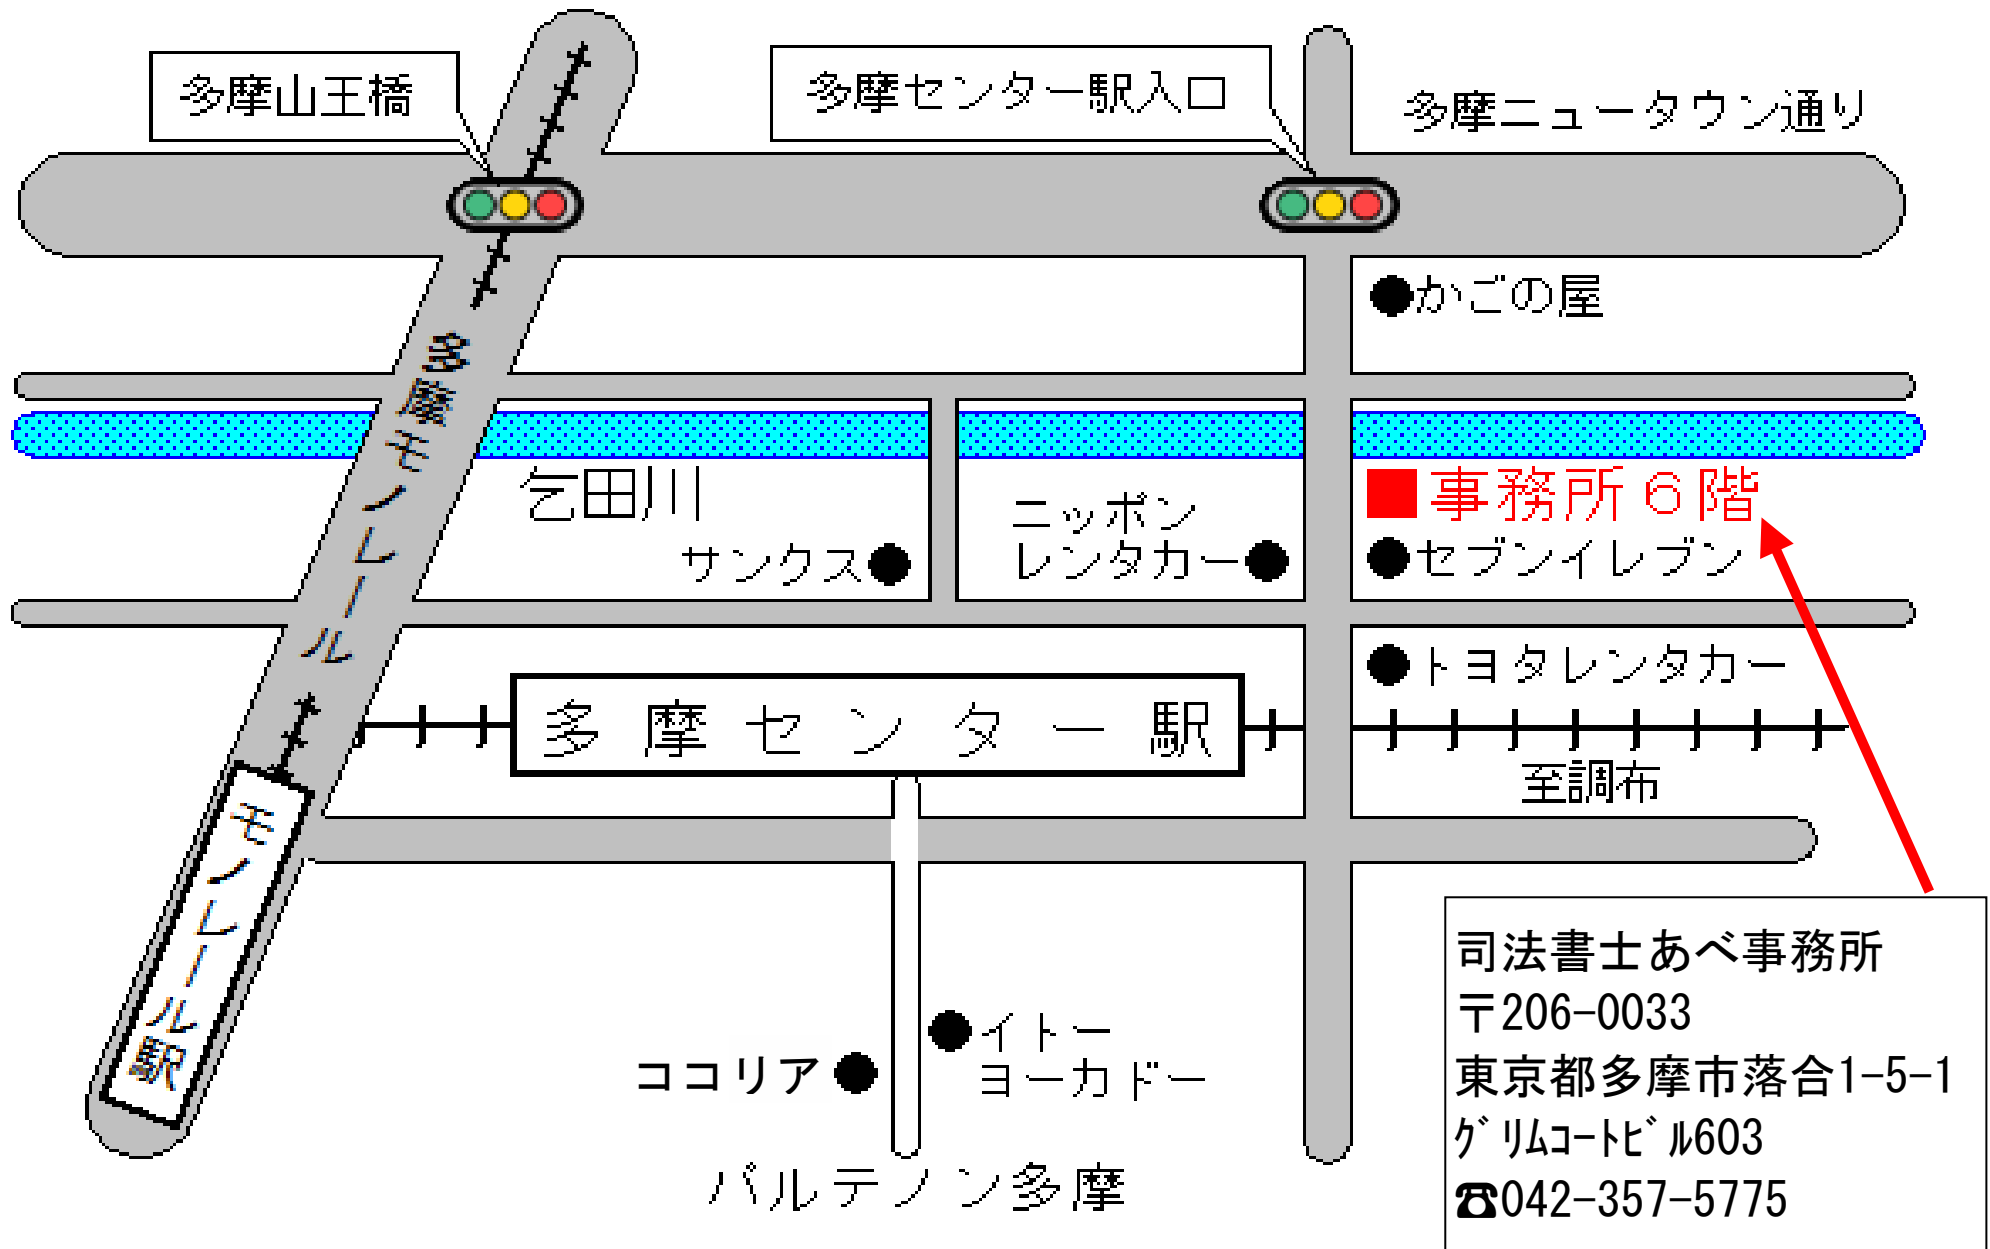 多摩山王橋
多摩センター駅入口
多摩ニュータウン通り
●かごの屋
多摩モノレール
乞田川
サンクス●
ニッポン
レンタカー●
■事務所６階
●セブンイレブン
●トヨタレンタカー
多摩センター駅
至調布
モノレール駅
ココリア●
●イトー
ヨーカドー
パルテノン多摩
司法書士あべ事務所
〒206-0033
東京都多摩市落合1-5-1
ｸﾞﾘﾑｺｰﾄﾋﾞﾙ603
☎042-357-5775